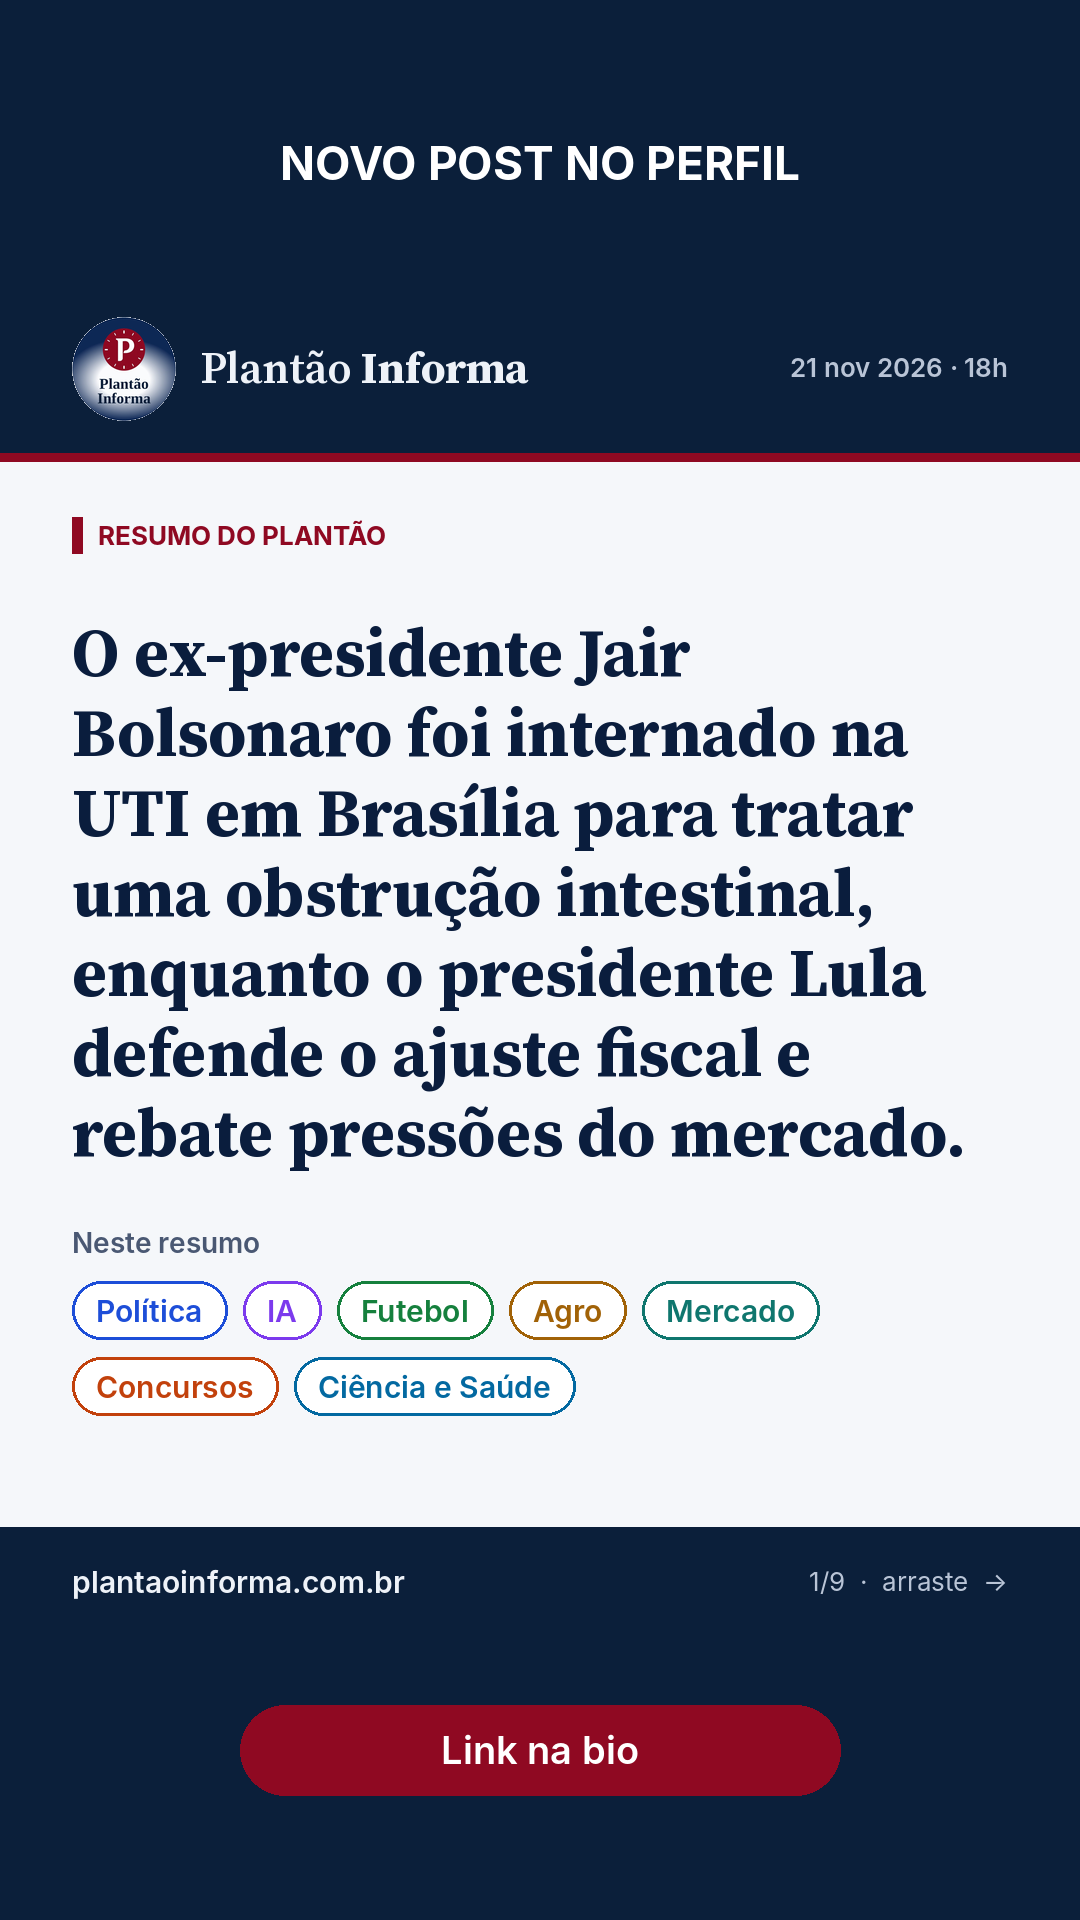 NOVO POST NO PERFIL
P
Plantão
Informa
Plantão Informa
21 nov 2026 · 18h
RESUMO DO PLANTÃO
O ex-presidente Jair
Bolsonaro foi internado na
UTI em Brasília para tratar
uma obstrução intestinal,
enquanto o presidente Lula
defende o ajuste fiscal e
rebate pressões do mercado.
Neste resumo
Política IA Futebol Agro Mercado
Concursos Ciência e Saúde
plantaoinforma.com.br
1/9 · arraste →
Link na bio